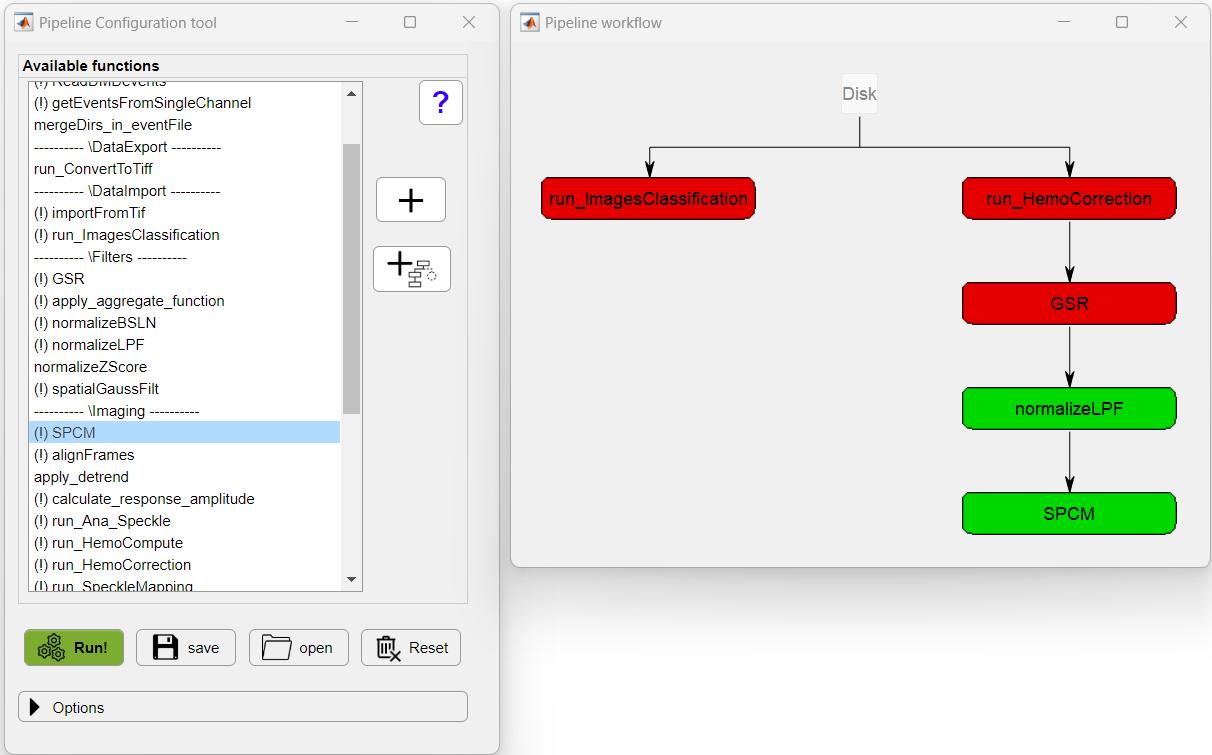 Pipeline Configuration tool
Available functions
(!) ReadDMDevents
(!) getEventsFromSingleChannel
mergeDirs_in_eventFile
---------- \DataExport ----------
run_ConvertToTiff
---------- \DataImport ----------
(!) importFromTif
(!) run_ImagesClassification
---------- \Filters ----------
(!) GSR
(!) apply_aggregate_function
(!) normalizeBSLN
(!) normalizeLPF
normalizeZScore
(!) spatialGaussFilt
---------- \Imaging ----------
(!) SPCM
(!) alignFrames
apply_detrend
(!) calculate_response_amplitude
(!) run_Ana_Speckle
(!) run_HemoCompute
(!) run_HemoCorrection
(!) run_SpeckleMapping
?
Run!
save
open
Reset
Options
Pipeline workflow
Disk
run_ImagesClassification
run_HemoCorrection
GSR
normalizeLPF
SPCM